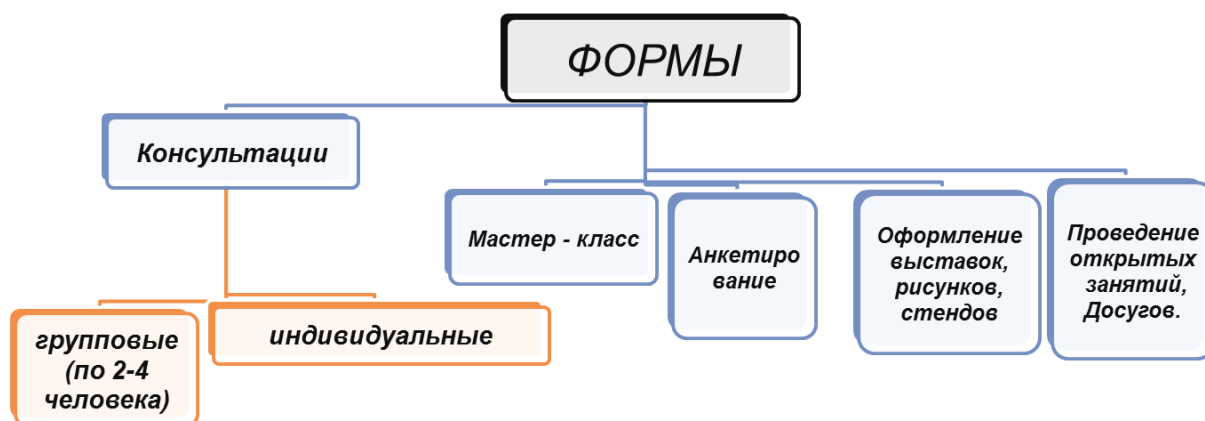 ФОРМЫ
Консультации
групповые
(по 2-4
человека)
индивидуальные
Мастер - класс
Анкетиро
вание
Оформление
выставок,
рисунков,
стендов
Проведение
открытых
занятий,
Досугов.